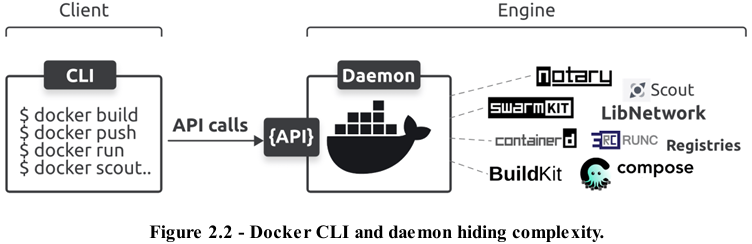 Client
Engine
CLI
$ docker build
$ docker push
$ docker run
$ docker scout..
API calls
{API}
Daemon
notary
Scout
SWARMKIT
LibNetwork
containerd
RC RUNC
Registries
BuildKit
compose
Figure 2.2 - Docker CLI and daemon hiding complexity.